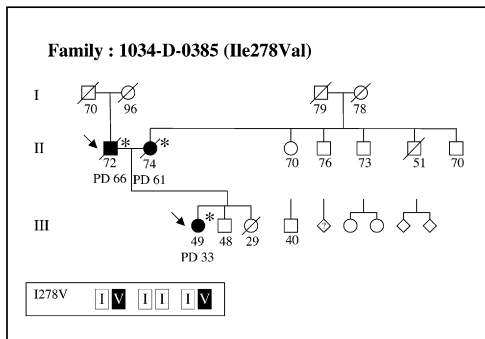 Family : 1034-D-0385 (Ile278Val)
I
70 96 79 78
II
* *
72 74 70 76 73 51 70
PD 66 PD 61
III
* ?
49 48 29 40
PD 33
I278V I V I I I V